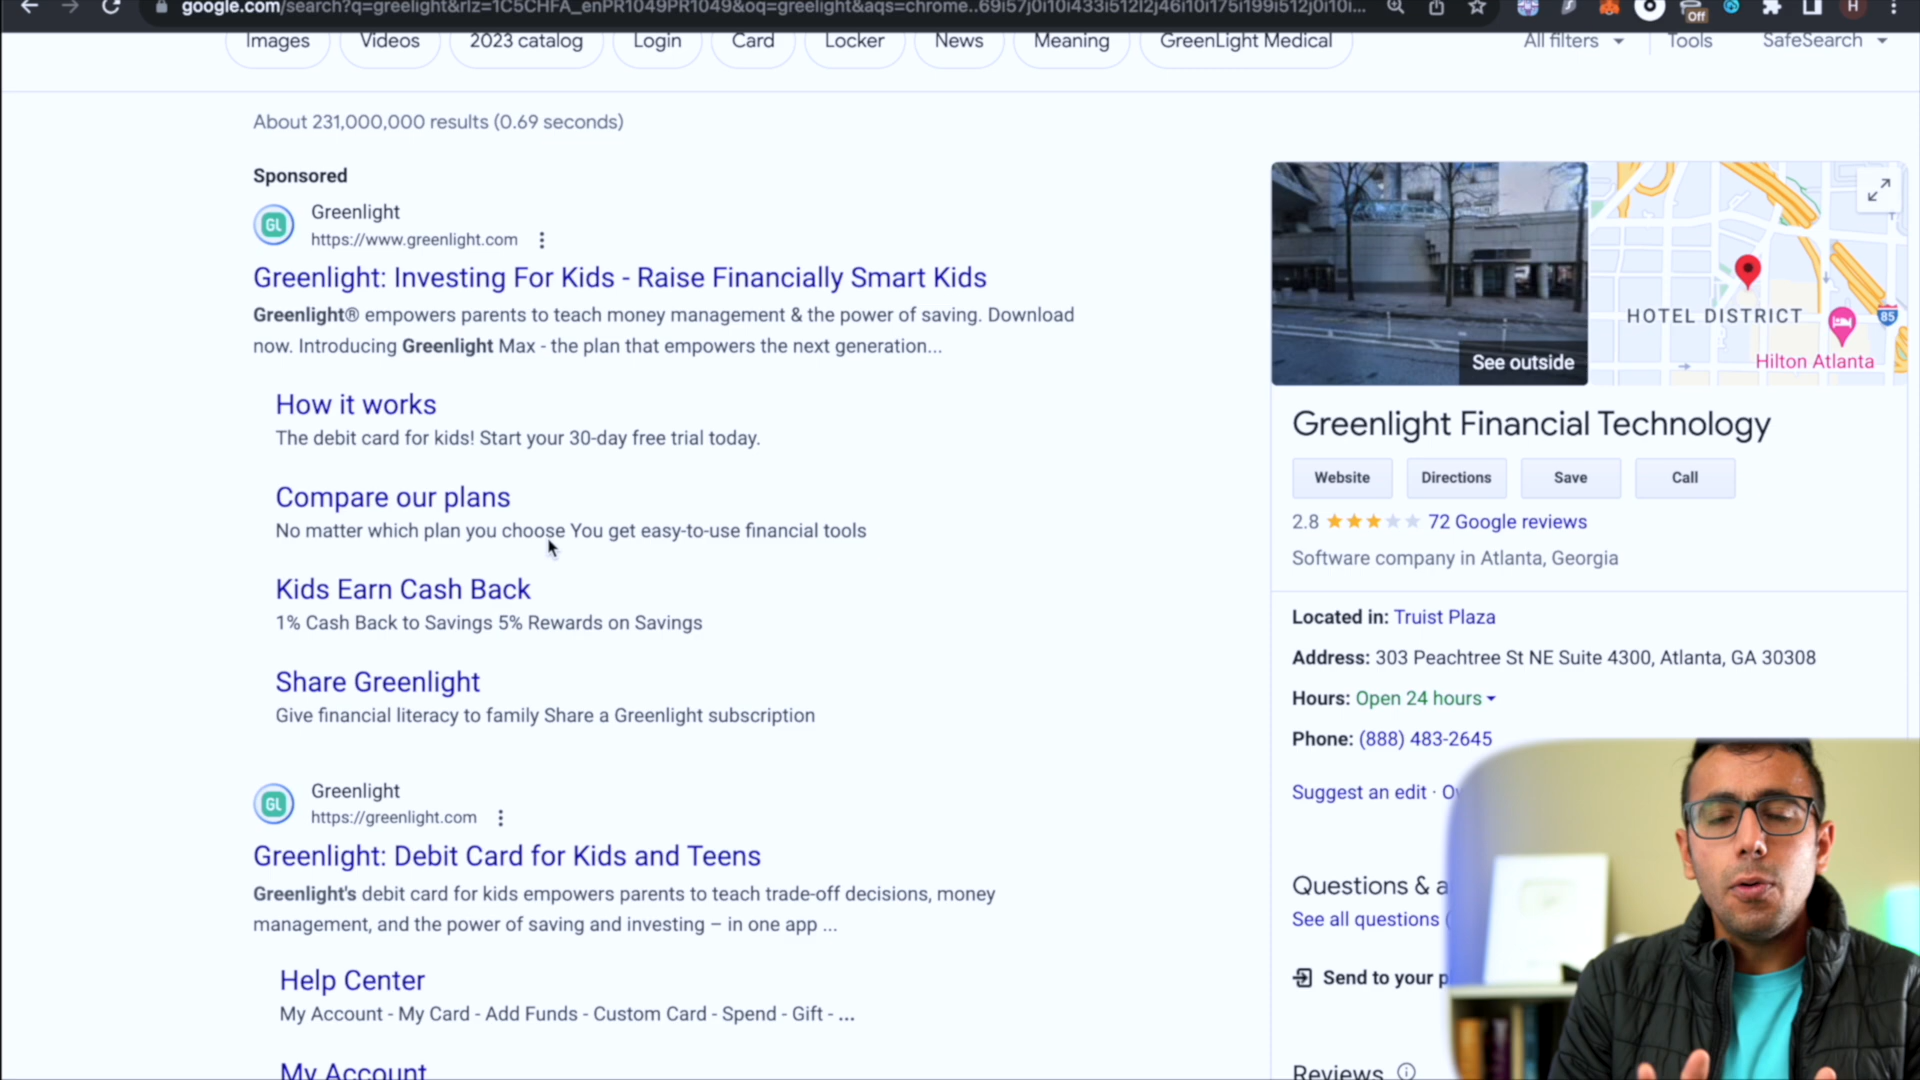 google.com/search?q=greelight&rlz=1C5CHFA_enPR1049PR1049&oq=greelight&aqs=chrome..69i57j0i10i433i512l2j46i10i175i199i512j0i10i...
Off
H
Images
Videos
2023 catalog
Login
Card
Locker
News
Meaning
GreenLight Medical
All filters
Tools
SafeSearch
About 231,000,000 results (0.69 seconds)
Sponsored
GL
Greenlight
https://www.greenlight.com
Greenlight: Investing For Kids - Raise Financially Smart Kids
Greenlight® empowers parents to teach money management & the power of saving. Download
now. Introducing Greenlight Max - the plan that empowers the next generation...
How it works
The debit card for kids! Start your 30-day free trial today.
Compare our plans
No matter which plan you choose You get easy-to-use financial tools
Kids Earn Cash Back
1% Cash Back to Savings 5% Rewards on Savings
Share Greenlight
Give financial literacy to family Share a Greenlight subscription
GL
Greenlight
https://greenlight.com
Greenlight: Debit Card for Kids and Teens
Greenlight's debit card for kids empowers parents to teach trade-off decisions, money
management, and the power of saving and investing – in one app ...
Help Center
My Account - My Card - Add Funds - Custom Card - Spend - Gift - ...
My Account
See outside
HOTEL DISTRICT
85
Hilton Atlanta
Greenlight Financial Technology
Website
Directions
Save
Call
2.8
72 Google reviews
Software company in Atlanta, Georgia
Located in: Truist Plaza
Address: 303 Peachtree St NE Suite 4300, Atlanta, GA 30308
Hours: Open 24 hours
Phone: (888) 483-2645
Suggest an edit ·
Questions & a
See all questions (
Send to your p
Reviews